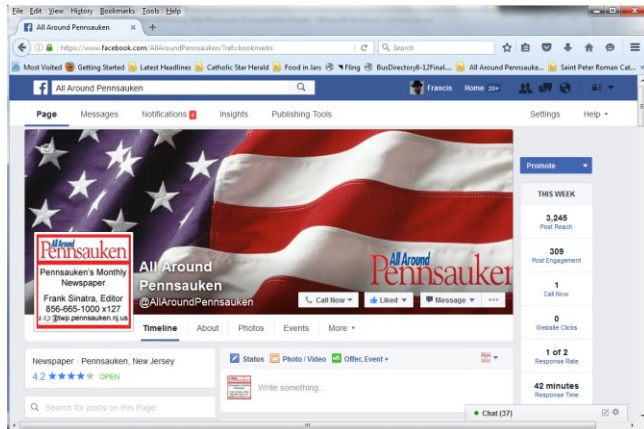 File Edit View History Bookmarks Tools Help
All Around Pennsauken × +
https://www.facebook.com/AllAroundPennsauken/?ref=bookmarks
Search
Most Visited Getting Started Latest Headlines Catholic Star Herald Food in Jars Fling BusDirectory6-12Final... All Around Pennsauke... Saint Peter Roman Cat...
All Around Pennsauken
Francis Home 20+
Page Messages Notifications Insights Publishing Tools Settings Help
Promote
THIS WEEK
3,245
Post Reach
309
Post Engagement
1
Call Now
0
Website Clicks
1 of 2
Response Rate
42 minutes
Response Time
All Around
Pennsauken
Pennsauken's Monthly
Newspaper
Frank Sinatra, Editor
856-665-1000 x127
@twp.pennsauken.nj.us
All Around
Pennsauken
@AllAroundPennsauken
All Around
Pennsauken
Call Now Liked Message
Timeline About Photos Events More
Newspaper · Pennsauken, New Jersey
4.2 ★★★★★ OPEN
Search for posts on this Page
Status Photo / Video Offer, Event +
Write something...
Chat (37)